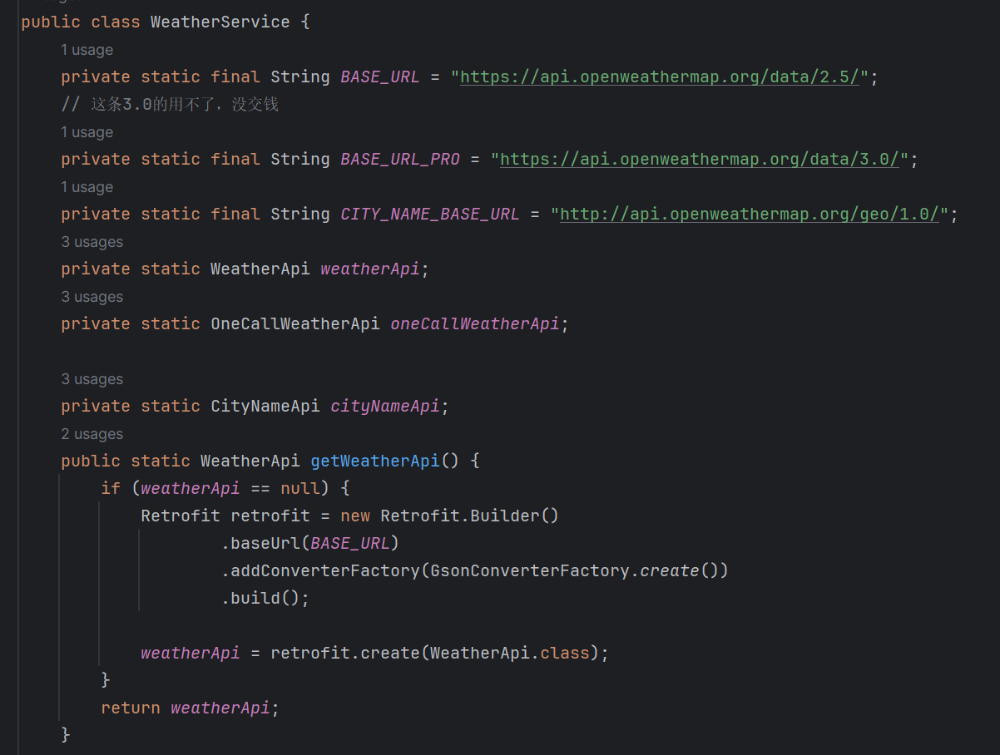 public class WeatherService {
1 usage
private static final String BASE_URL = "https://api.openweathermap.org/data/2.5/";
// 这条3.0的用不了，没交钱
1 usage
private static final String BASE_URL_PRO = "https://api.openweathermap.org/data/3.0/";
1 usage
private static final String CITY_NAME_BASE_URL = "http://api.openweathermap.org/geo/1.0/";
3 usages
private static WeatherApi weatherApi;
3 usages
private static OneCallWeatherApi oneCallWeatherApi;
3 usages
private static CityNameApi cityNameApi;
2 usages
public static WeatherApi getWeatherApi() {
if (weatherApi == null) {
Retrofit retrofit = new Retrofit.Builder()
.baseUrl(BASE_URL)
.addConverterFactory(GsonConverterFactory.create())
.build();
weatherApi = retrofit.create(WeatherApi.class);
}
return weatherApi;
}